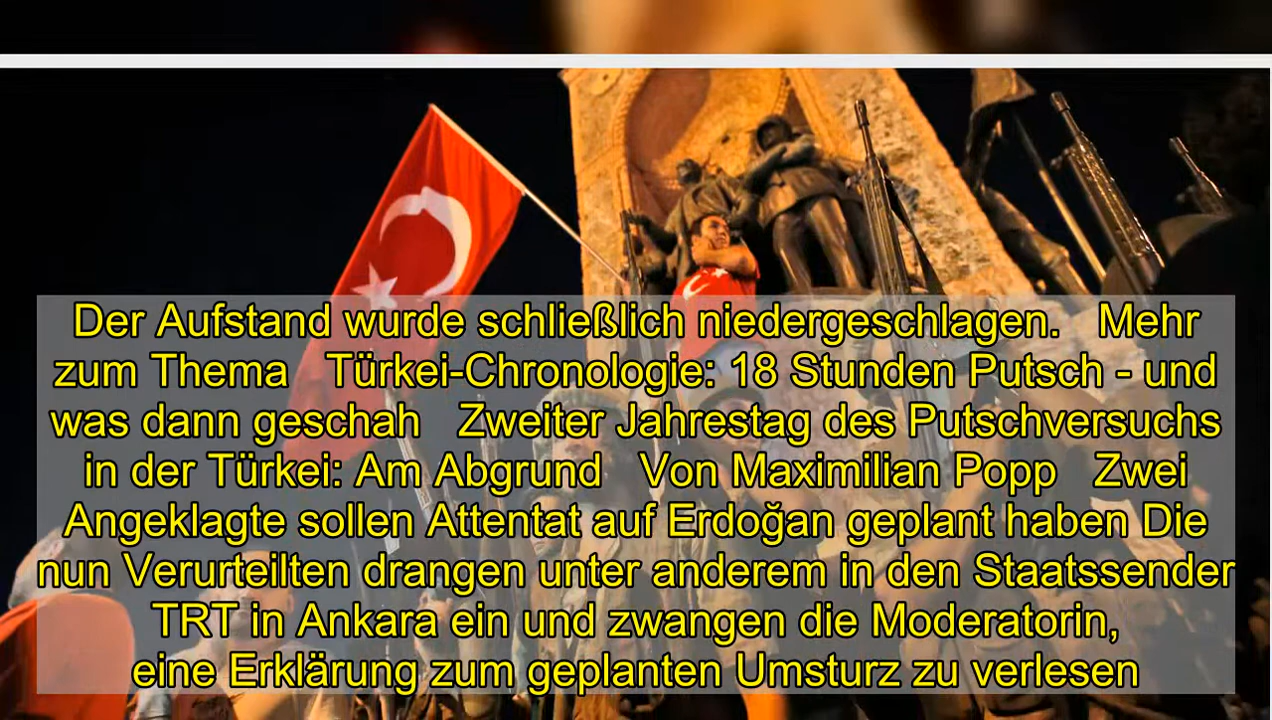 Der Aufstand wurde schließlich niedergeschlagen. Mehr
zum Thema Türkei-Chronologie: 18 Stunden Putsch - und
was dann geschah Zweiter Jahrestag des Putschversuchs
in der Türkei: Am Abgrund Von Maximilian Popp Zwei
Angeklagte sollen Attentat auf Erdoğan geplant haben Die
nun Verurteilten drangen unter anderem in den Staatssender
TRT in Ankara ein und zwangen die Moderatorin,
eine Erklärung zum geplanten Umsturz zu verlesen